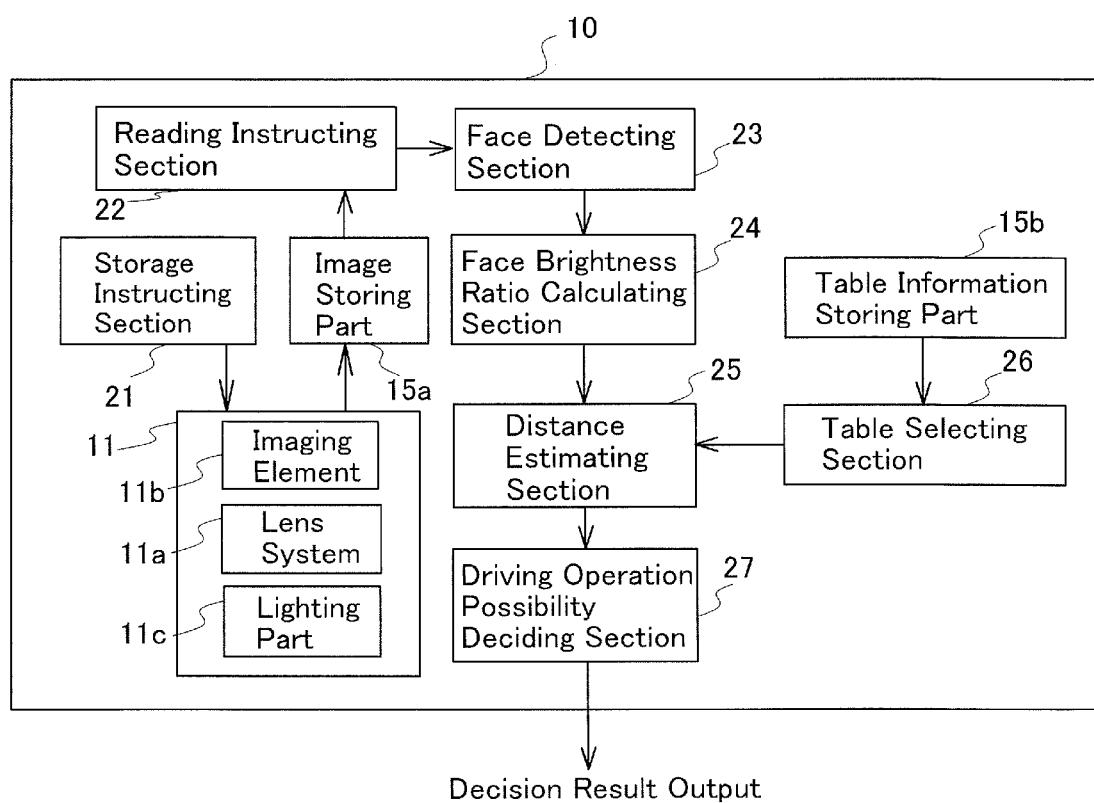 10
Reading Instructing
Section
22
Face Detecting
Section
23
Storage
Instructing
Section
21
Image
Storing
Part
15a
Face Brightness
Ratio Calculating
Section
24
15b
Table Information
Storing Part
11
Imaging
Element
11b
Lens
System
11a
Lighting
Part
11c
25
Distance
Estimating
Section
26
Table Selecting
Section
Driving Operation
Possibility
Deciding Section
27
Decision Result Output